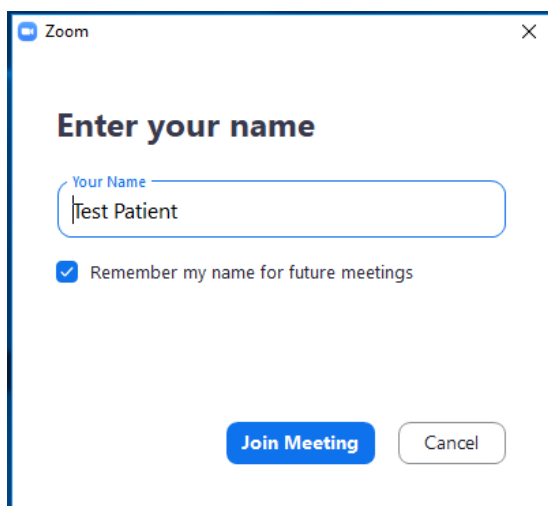 Zoom
Enter your name
Your Name
Test Patient
Remember my name for future meetings
Join Meeting
Cancel